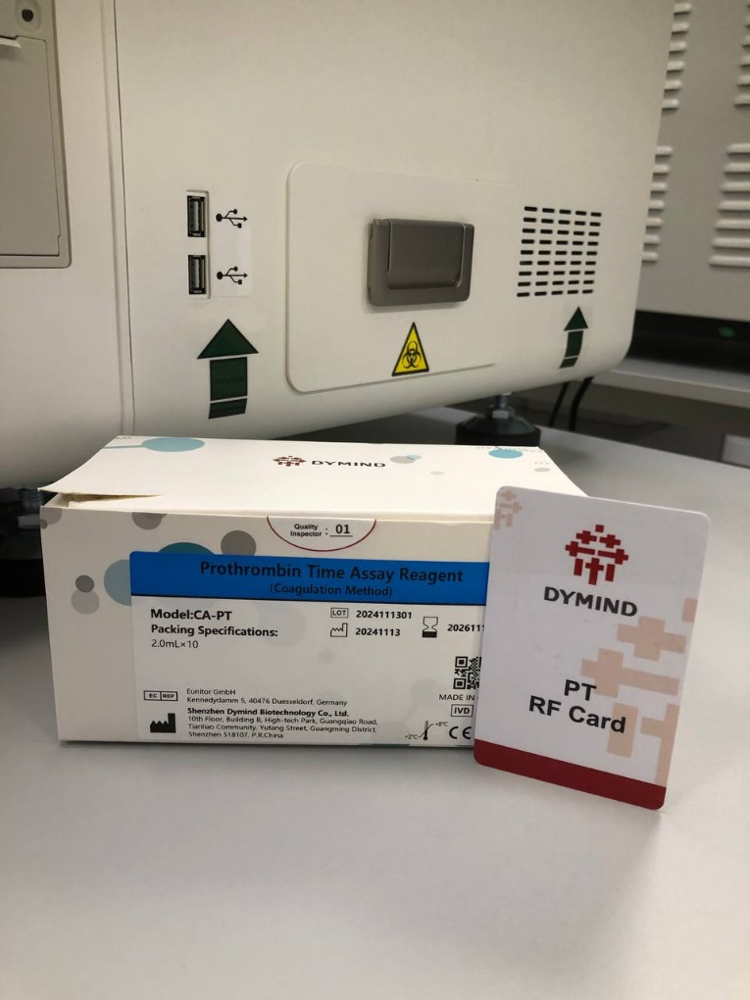 DYMIND
Quality Inspector : 01
Prothrombin Time Assay Reagent
(Coagulation Method)
Model:CA-PT
Packing Specifications:
2.0mL×10
LOT 2024111301
20241113
2026111
EC REP
Eunitor GmbH
Kennedydamm 5, 40476 Duesseldorf, Germany
Shenzhen Dymind Biotechnology Co., Ltd.
10th Floor, Building B, High-tech Park, Guangqiao Road,
Tianliao Community, Yutang Street, Guangming District,
Shenzhen 518107, P.R.China
MADE IN
IVD
+2°C
+8°C
CE
DYMIND
PT
RF Card